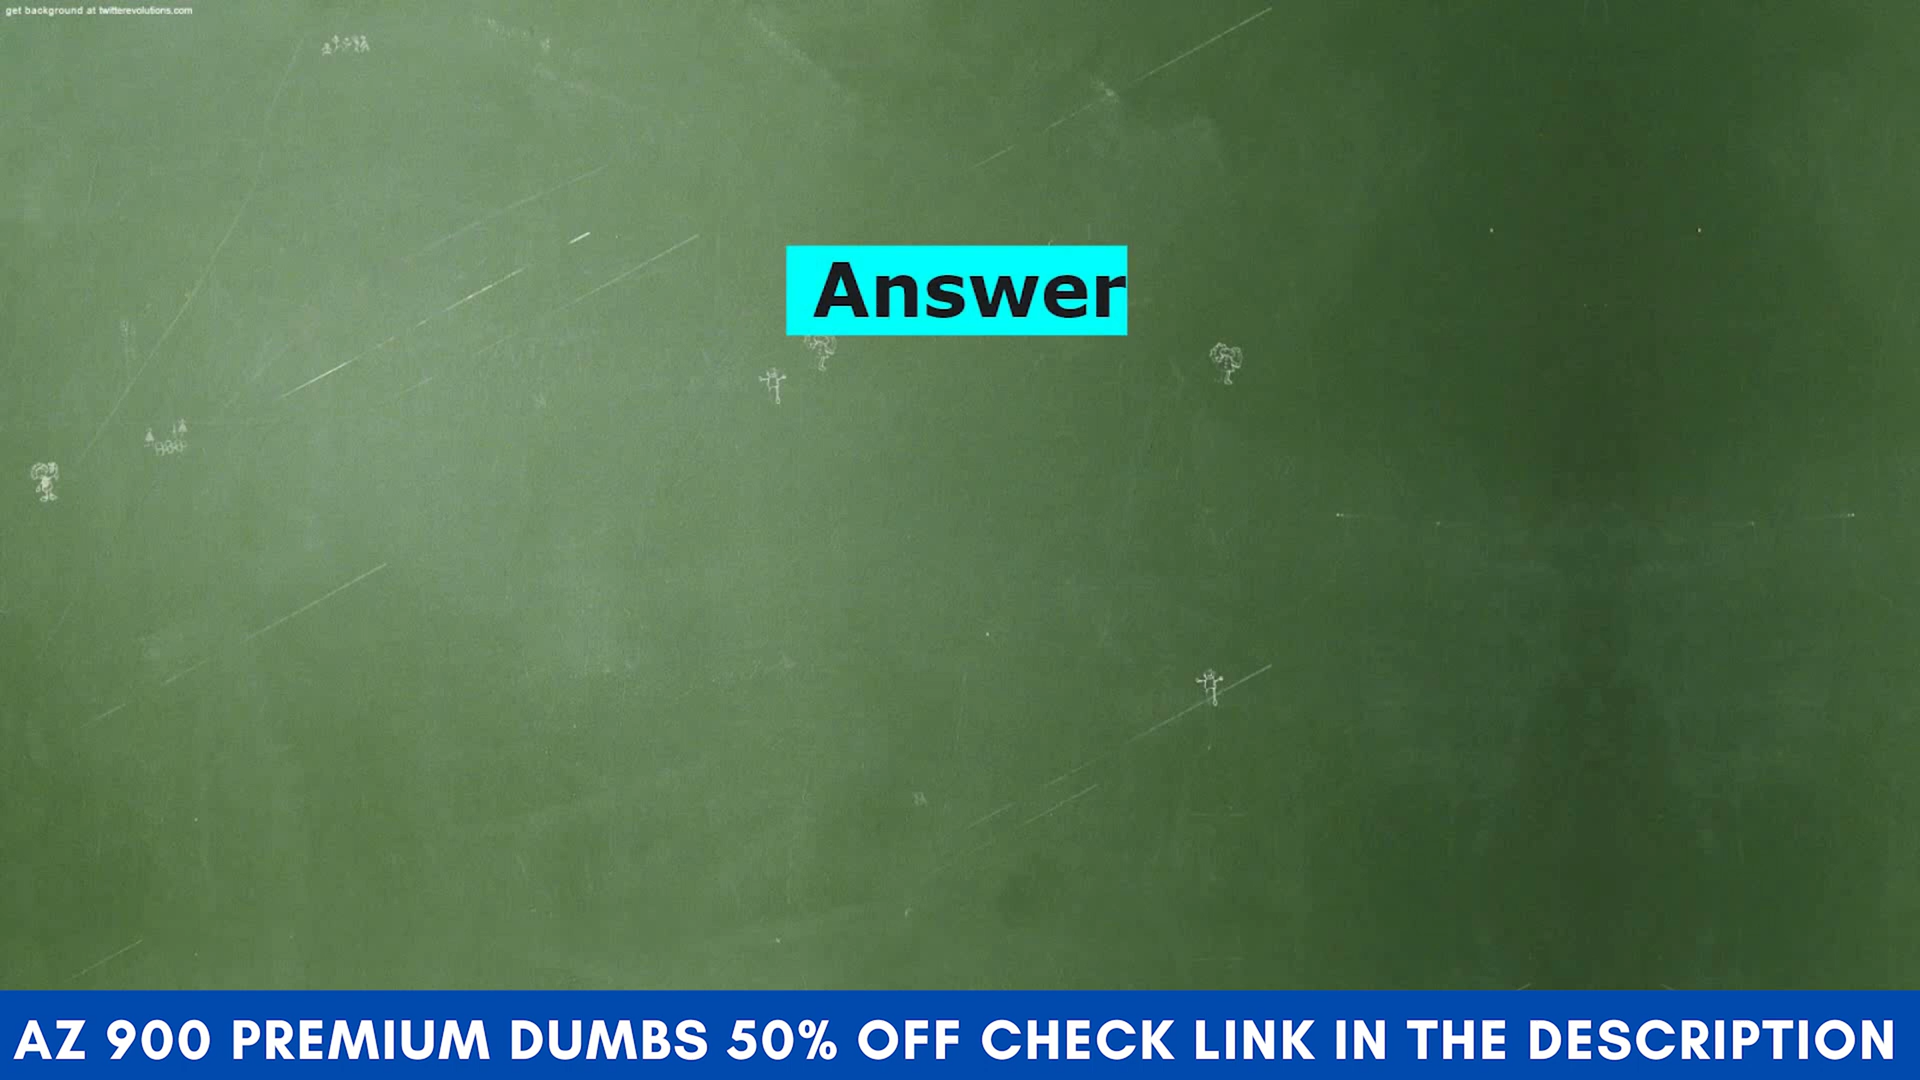 get background at twitterevolutions.com
Answer
AZ 900 PREMIUM DUMBS 50% OFF CHECK LINK IN THE DESCRIPTION